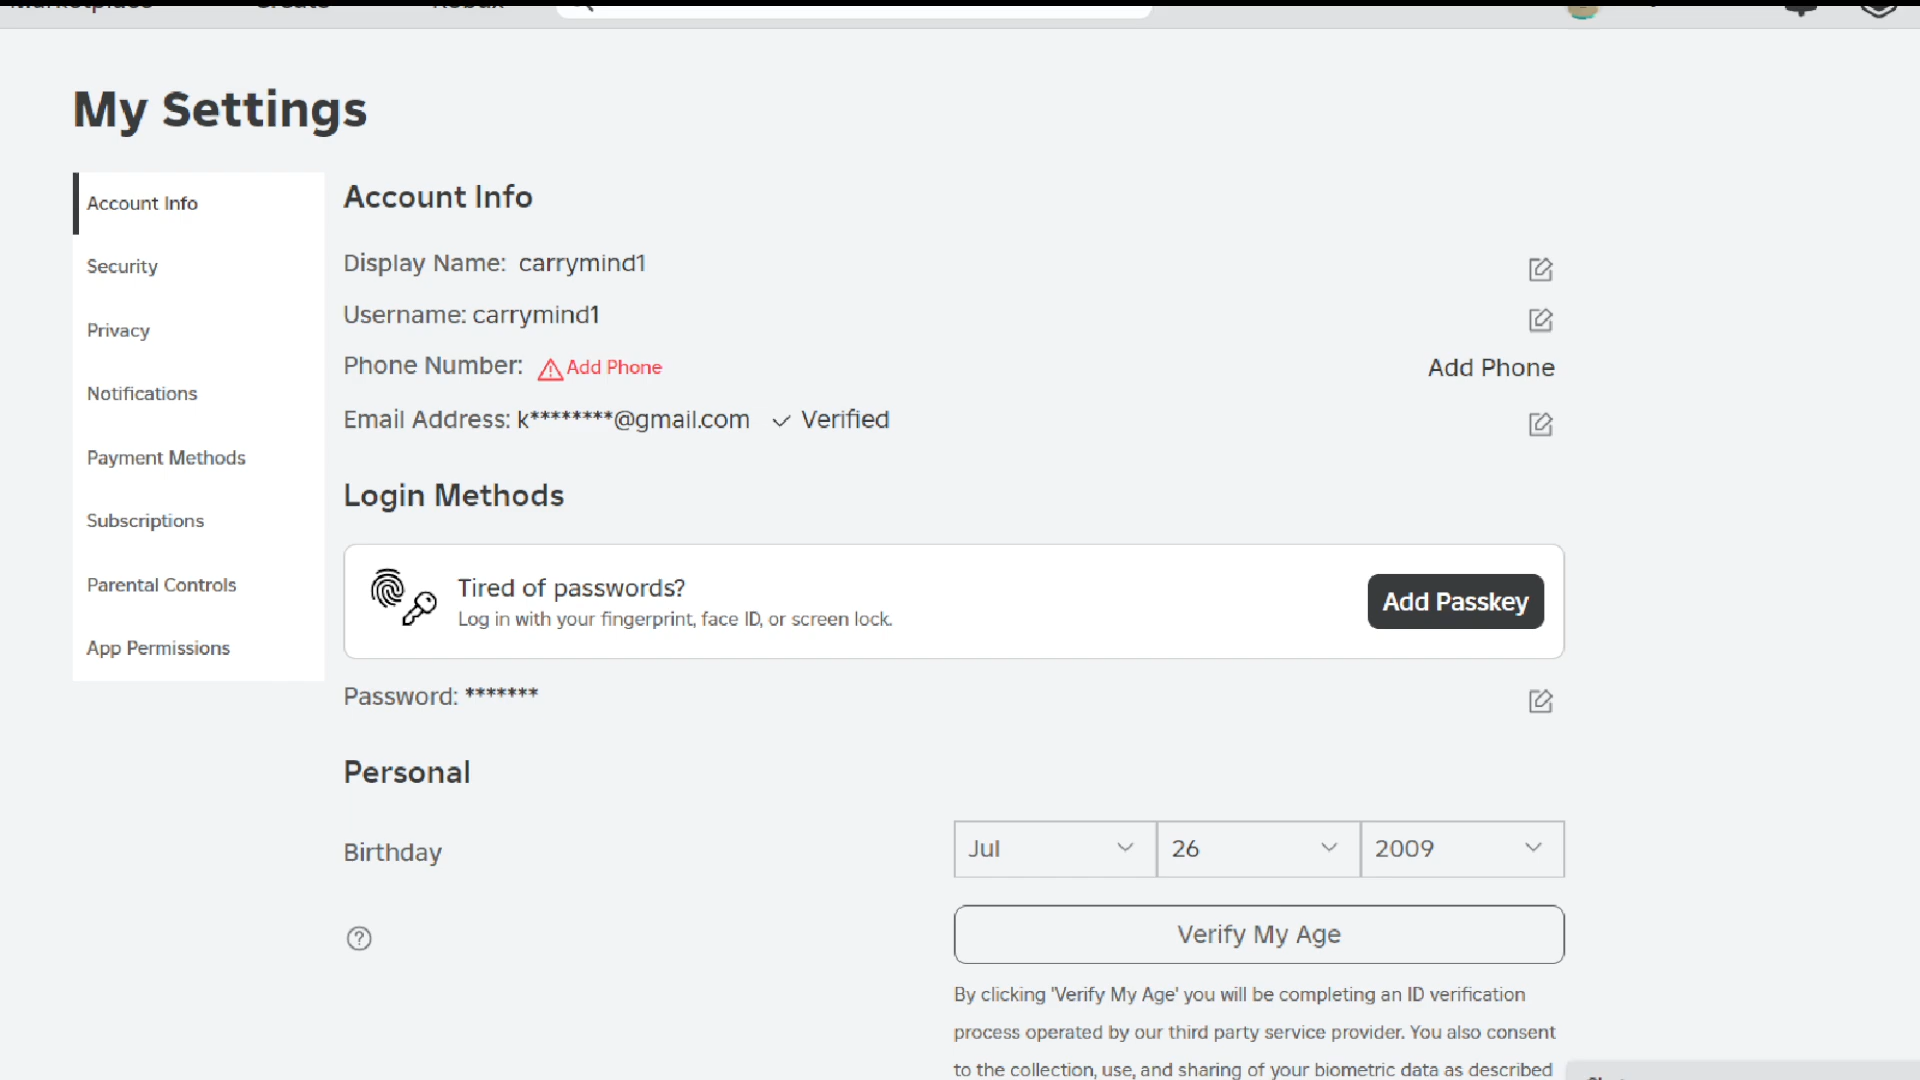 My Settings
Account Info
Security
Privacy
Notifications
Payment Methods
Subscriptions
Parental Controls
App Permissions
Account Info
Display Name: carrymind1
Username: carrymind1
Phone Number: Add Phone
Add Phone
Email Address: k********@gmail.com Verified
Login Methods
Tired of passwords?
Log in with your fingerprint, face ID, or screen lock.
Add Passkey
Password: *******
Personal
Birthday
Jul 26 2009
?
Verify My Age
By clicking 'Verify My Age' you will be completing an ID verification
process operated by our third party service provider. You also consent
to the collection, use, and sharing of your biometric data as described